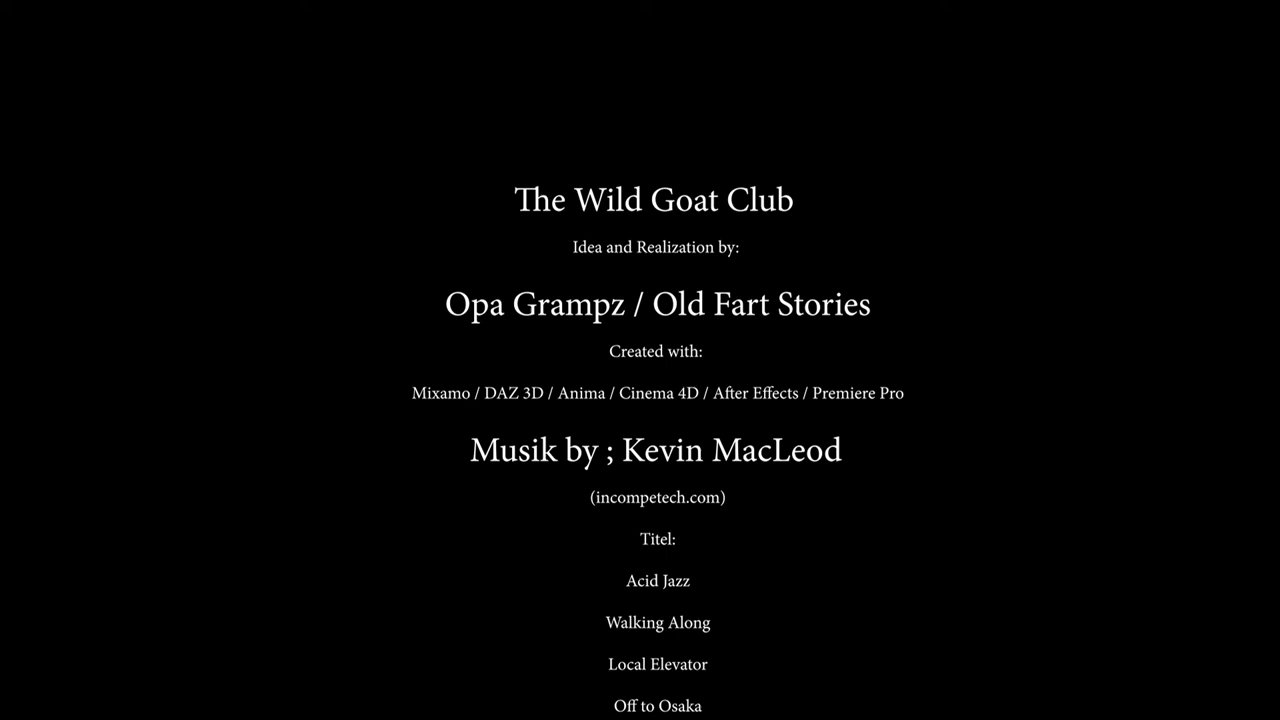 The Wild Goat Club
Idea and Realization by:
Opa Grampz / Old Fart Stories
Created with:
Mixamo / DAZ 3D / Anima / Cinema 4D / After Effects / Premiere Pro
Musik by ; Kevin MacLeod
(incompetech.com)
Titel:
Acid Jazz
Walking Along
Local Elevator
Off to Osaka